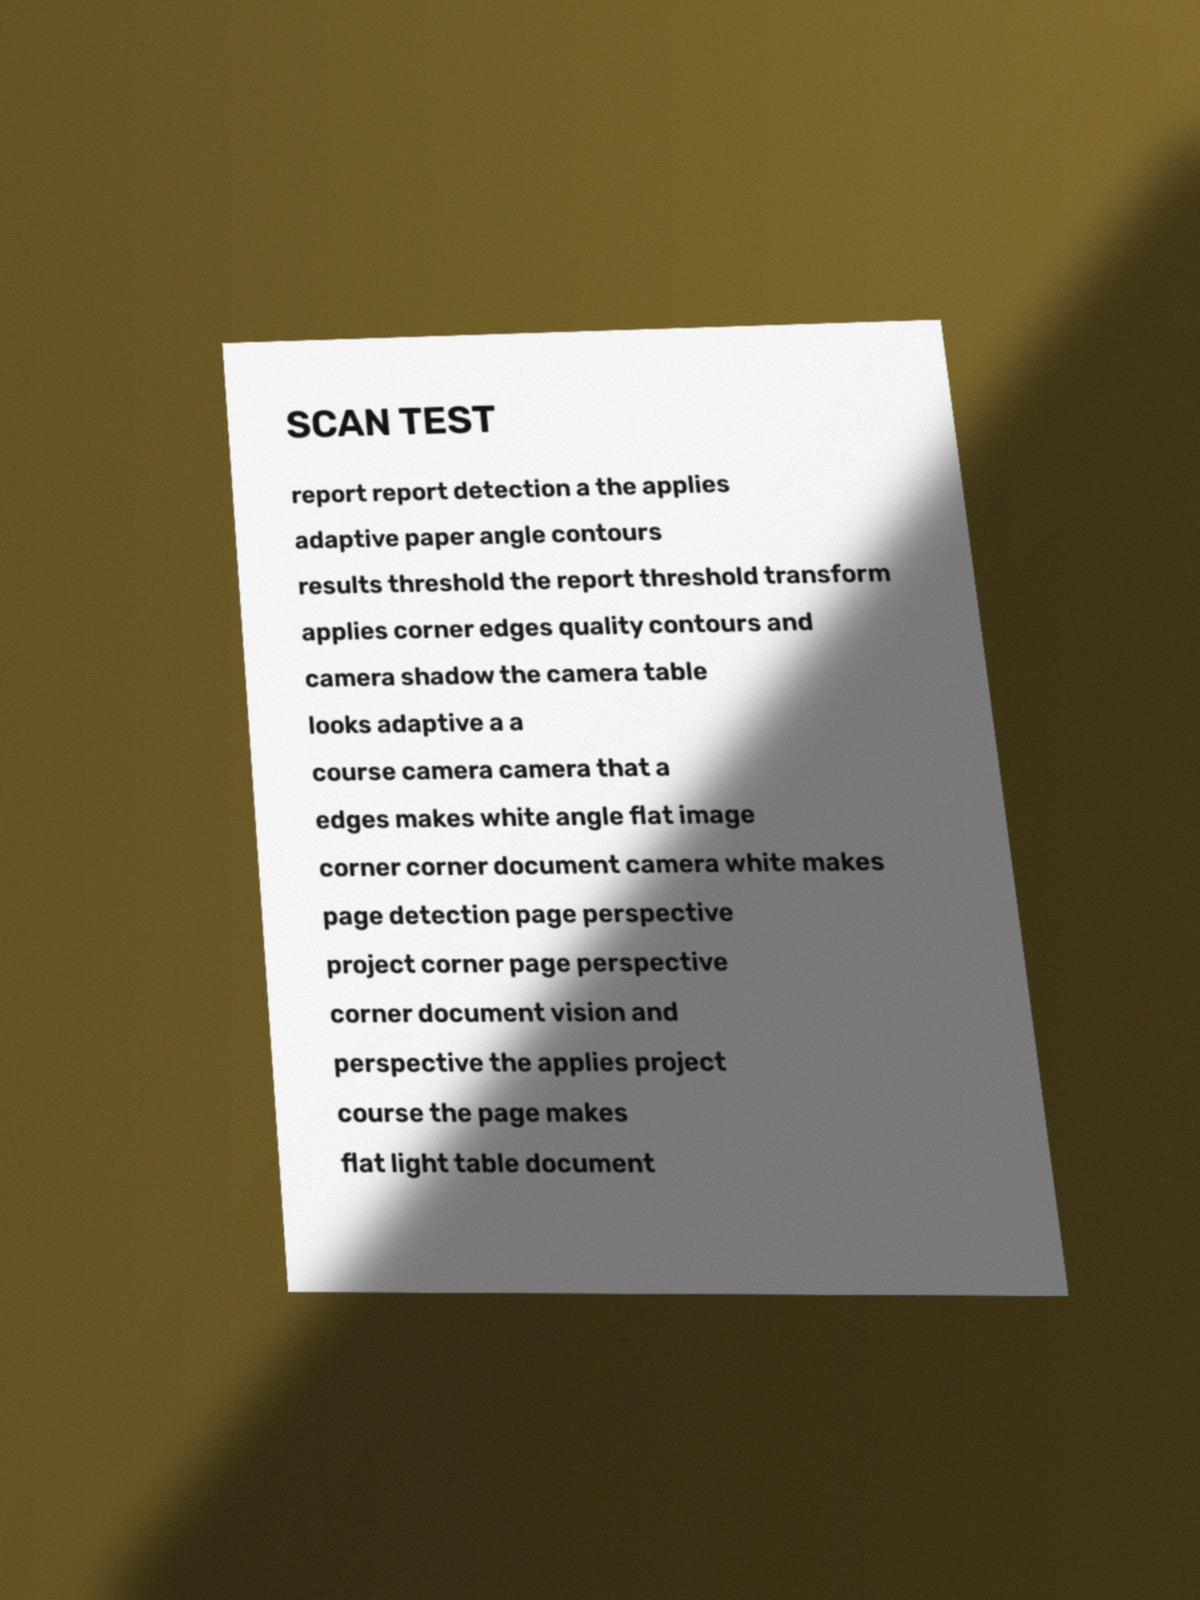 SCAN TEST
report report detection a the applies
adaptive paper angle contours
results threshold the report threshold transform
applies corner edges quality contours and
camera shadow the camera table
looks adaptive a a
course camera camera that a
edges makes white angle flat image
corner corner document camera white makes
page detection page perspective
project corner page perspective
corner document vision and
perspective the applies project
course the page makes
flat light table document